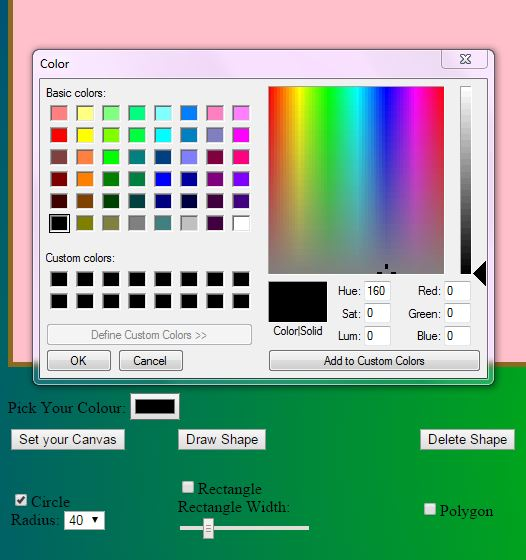 Color
Basic colors:
Custom colors:
Define Custom Colors >>
OK Cancel
Color|Solid
Hue: 160 Red: 0
Sat: 0 Green: 0
Lum: 0 Blue: 0
Add to Custom Colors
Pick Your Colour:
Set your Canvas Draw Shape Delete Shape
Circle
Radius: 40
Rectangle
Rectangle Width:
Polygon